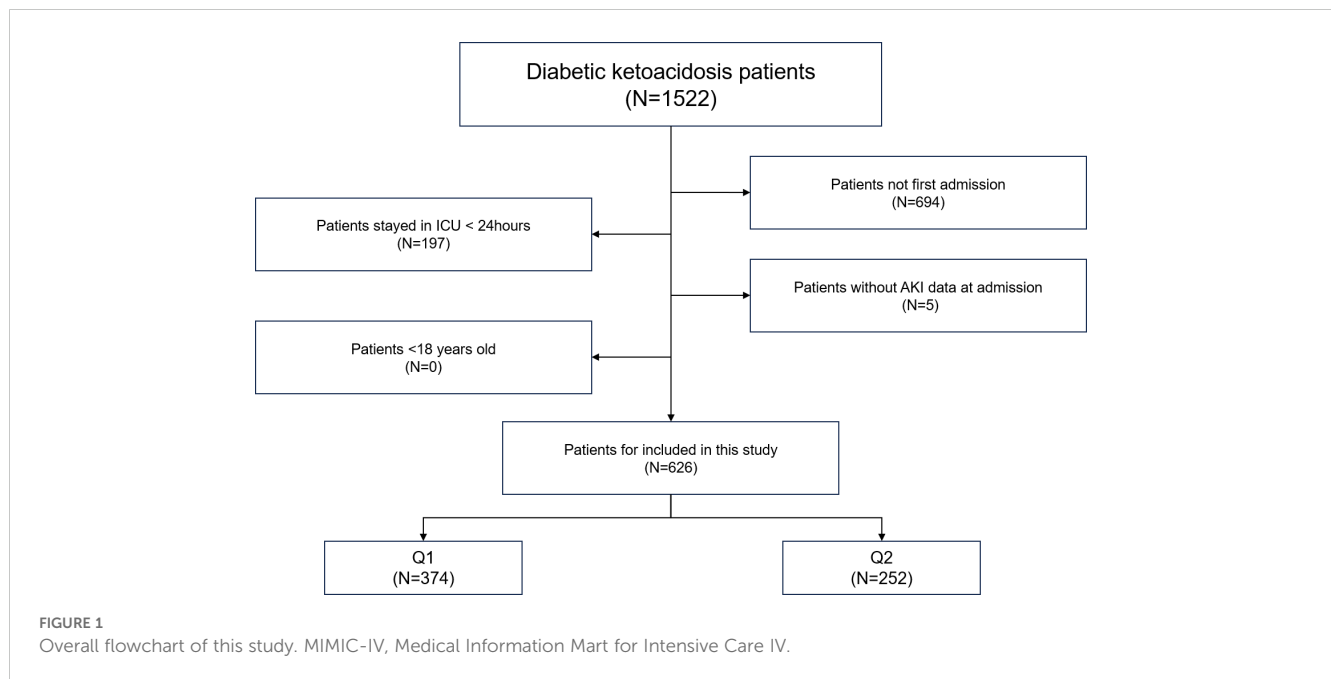 Diabetic ketoacidosis patients
(N=1522)
Patients not first admission
(N=694)
Patients stayed in ICU < 24hours
(N=197)
Patients without AKI data at admission
(N=5)
Patients <18 years old
(N=0)
Patients for included in this study
(N=626)
Q1
(N=374)
Q2
(N=252)
FIGURE 1
Overall flowchart of this study. MIMIC-IV, Medical Information Mart for Intensive Care IV.